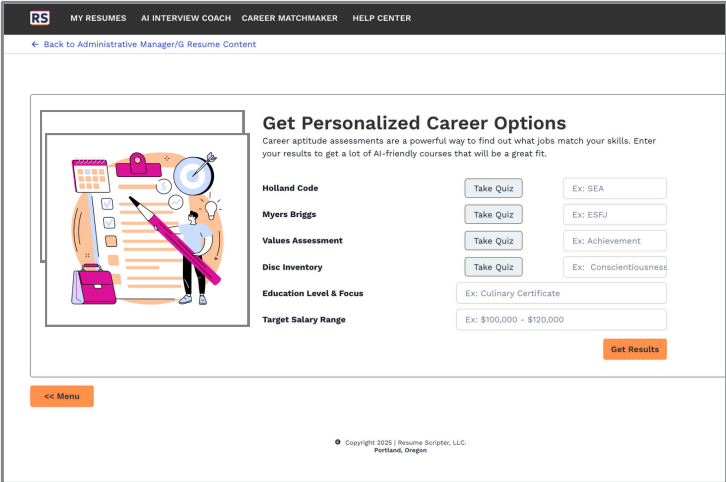 RS MY RESUMES AI INTERVIEW COACH CAREER MATCHMAKER HELP CENTER
← Back to Administrative Manager/G Resume Content
Get Personalized Career Options
Career aptitude assessments are a powerful way to find out what jobs match your skills. Enter
your results to get a lot of AI-friendly courses that will be a great fit.
Holland Code Take Quiz Ex: SEA
Myers Briggs Take Quiz Ex: ESFJ
Values Assessment Take Quiz Ex: Achievement
Disc Inventory Take Quiz Ex: Conscientiousness
Education Level & Focus Ex: Culinary Certificate
Target Salary Range Ex: $100,000 - $120,000
Get Results
<< Menu
Copyright 2025 | Resume Scripter, LLC.
Portland, Oregon